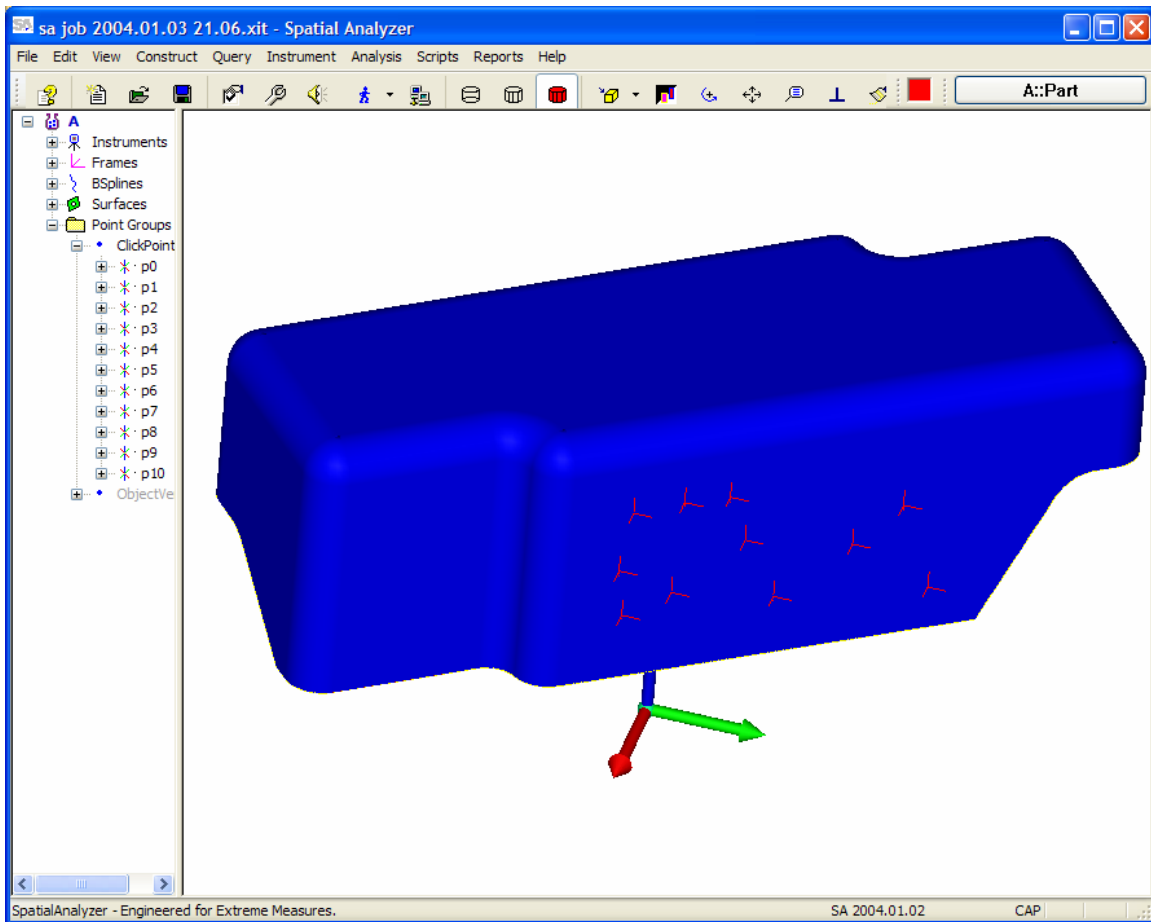 sa job 2004.01.03 21.06.xit - Spatial Analyzer
File Edit View Construct Query Instrument Analysis Scripts Reports Help
A::Part
A
Instruments
Frames
BSplines
Surfaces
Point Groups
ClickPoint
p0
p1
p2
p3
p4
p5
p6
p7
p8
p9
p10
ObjectVe
SpatialAnalyzer - Engineered for Extreme Measures. SA 2004.01.02 CAP